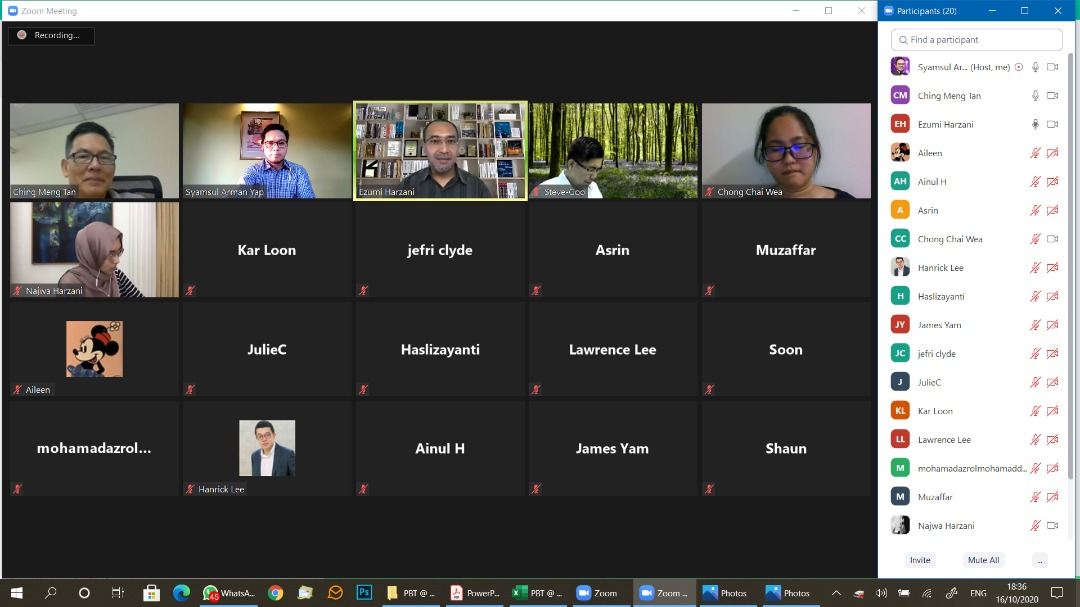 Zoom Meeting
Participants (20)
Recording...
Find a participant
Ching Meng Tan
Syamsul Arman Yap
Ezumi Harzani
Steve-Goo
Chong Chai Wea
Najwa Harzani
Kar Loon
jefri clyde
Asrin
Muzaffar
Aileen
JulieC
Haslizayanti
Lawrence Lee
Soon
mohamadazrol...
Hanrick Lee
Ainul H
James Yam
Shaun
Syamsul Ar... (Host, me)
CM Ching Meng Tan
EH Ezumi Harzani
Aileen
AH Ainul H
A Asrin
CC Chong Chai Wea
Hanrick Lee
H Haslizayanti
JY James Yam
JC jefri clyde
J JulieC
KL Kar Loon
LL Lawrence Lee
M mohamadazrolmohamadd...
M Muzaffar
Najwa Harzani
Invite Mute All ...
45 WhatsA... Ps PBT @ ... PowerP... PBT @ ... Zoom Zoom ... Photos Photos ENG
18:36
16/10/2020